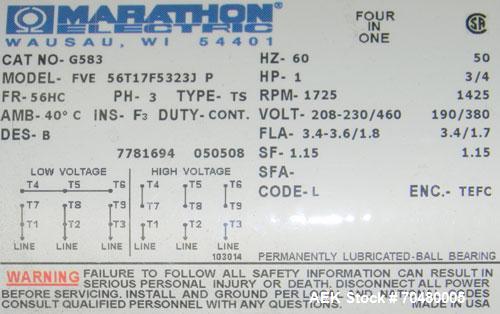 MARATHON
ELECTRIC
WAUSAU, WI 54401
FOUR
IN
ONE
SA
CAT NO- G583
MODEL- FVE 56T17F5323J P
FR-56HC PH- 3 TYPE- TS
AMB-40° C INS- F3 DUTY-CONT.
DES- B
7781694 050508
HZ- 60 50
HP- 1 3/4
RPM-1725 1425
VOLT-208-230/460 190/380
FLA- 3.4-3.6/1.8 3.4/1.7
SF- 1.15 1.15
SFA-
CODE-L ENC.- TEFC
LOW VOLTAGE HIGH VOLTAGE
T4 T5 T6 T4 T5 T6
T7 T8 T9 T7 T8 T9
T1 T2 T3 T1 T2 T3
LINE LINE LINE LINE LINE LINE
103014
PERMANENTLY LUBRICATED-BALL BEARING
WARNING FAILURE TO FOLLOW ALL SAFETY INFORMATION CAN RESULT IN
SERIOUS PERSONAL INJURY OR DEATH. DISCONNECT ALL POWER
BEFORE SERVICING. INSTALL AND GROUND PER LOCAL AND NATIONAL CODES
CONSULT QUALIFIED PERSONNEL WITH ANY QUESTIONS. MADE IN USA
AEK Stock# 70480006